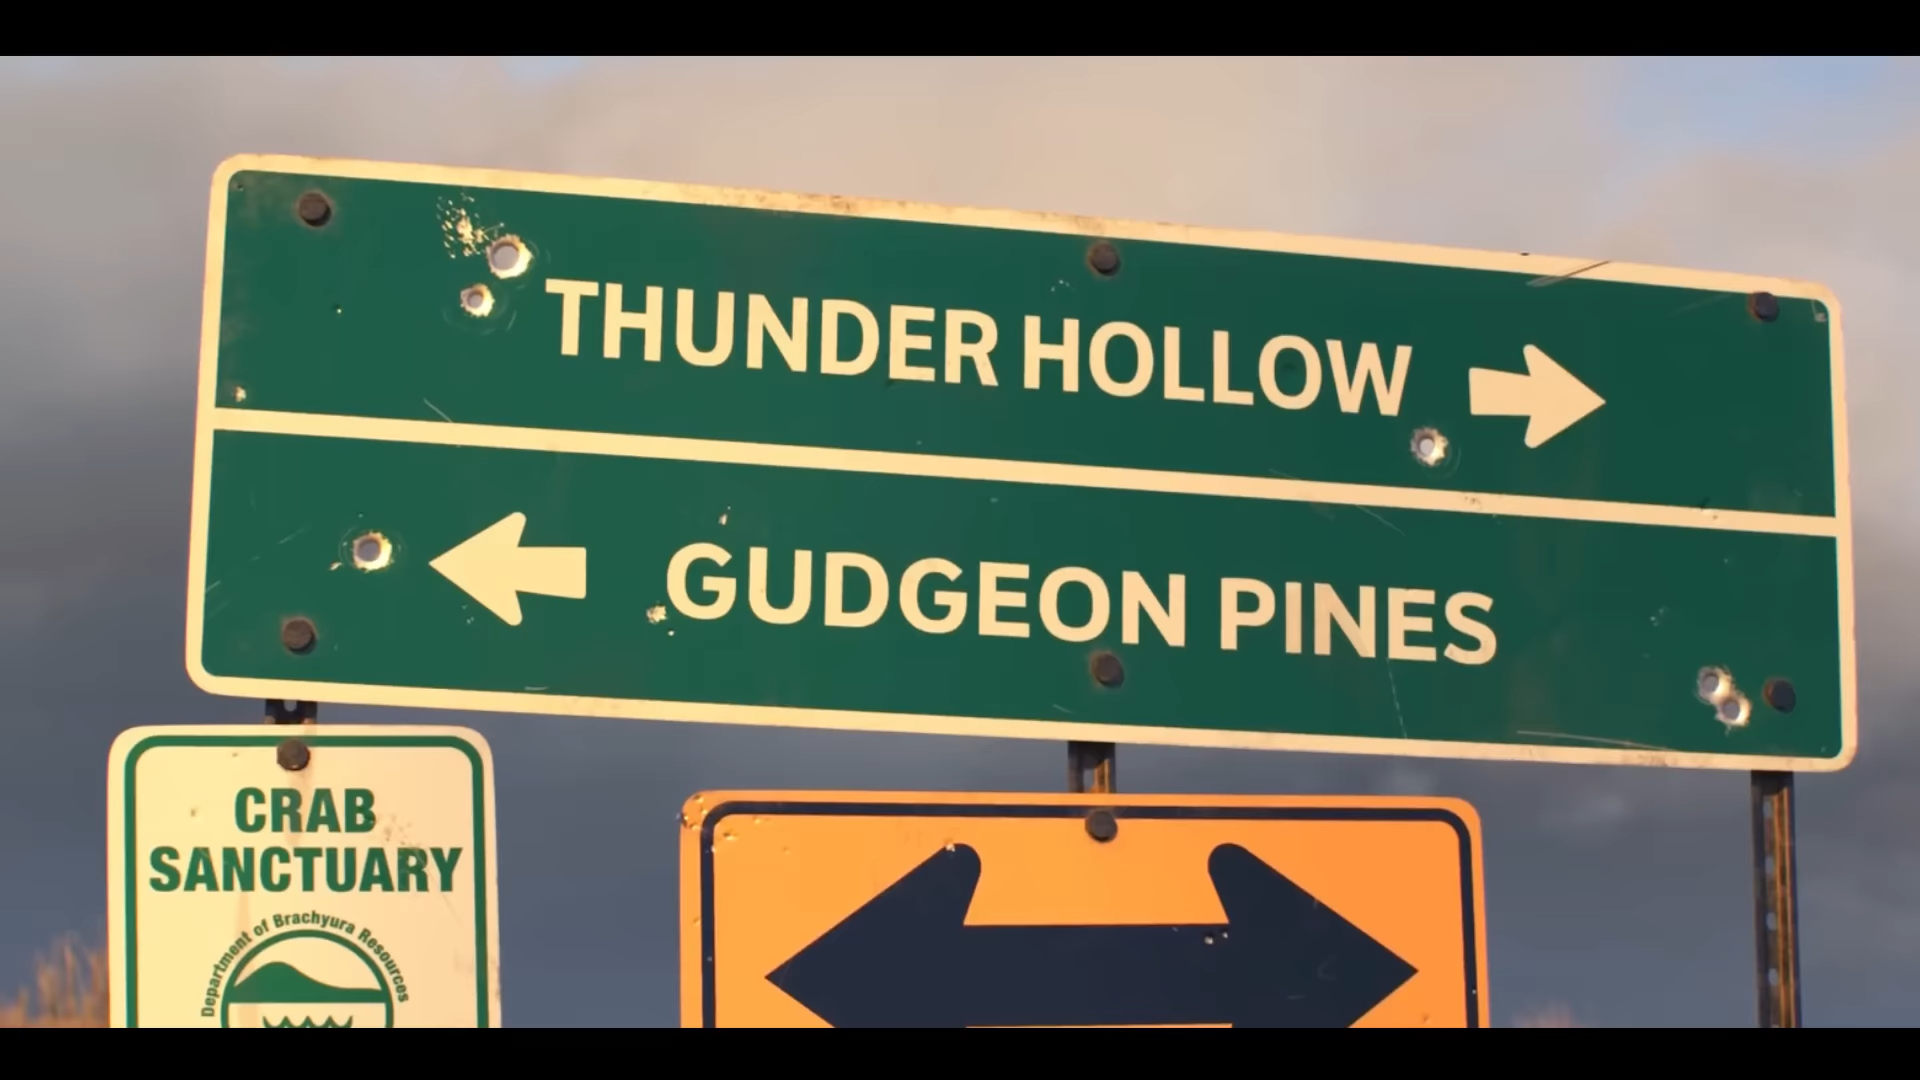 THUNDER HOLLOW
GUDGEON PINES
CRAB
SANCTUARY
Department of Brachyura Resources